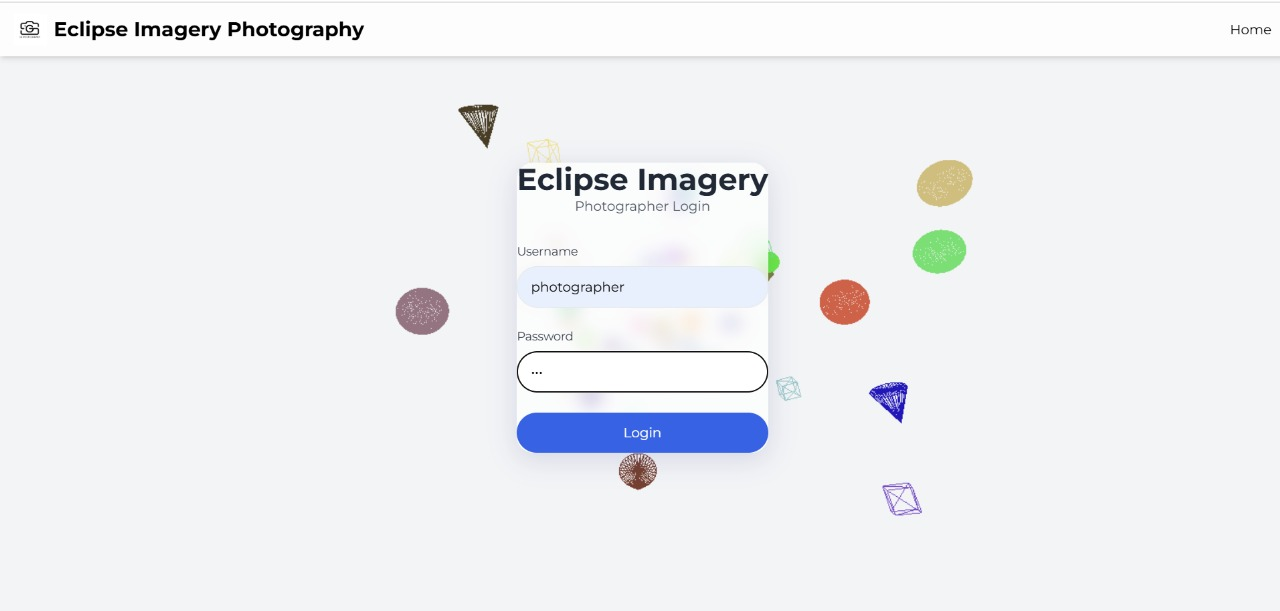 Eclipse Imagery Photography
Home
Eclipse Imagery
Photographer Login
Username
photographer
Password
...
Login